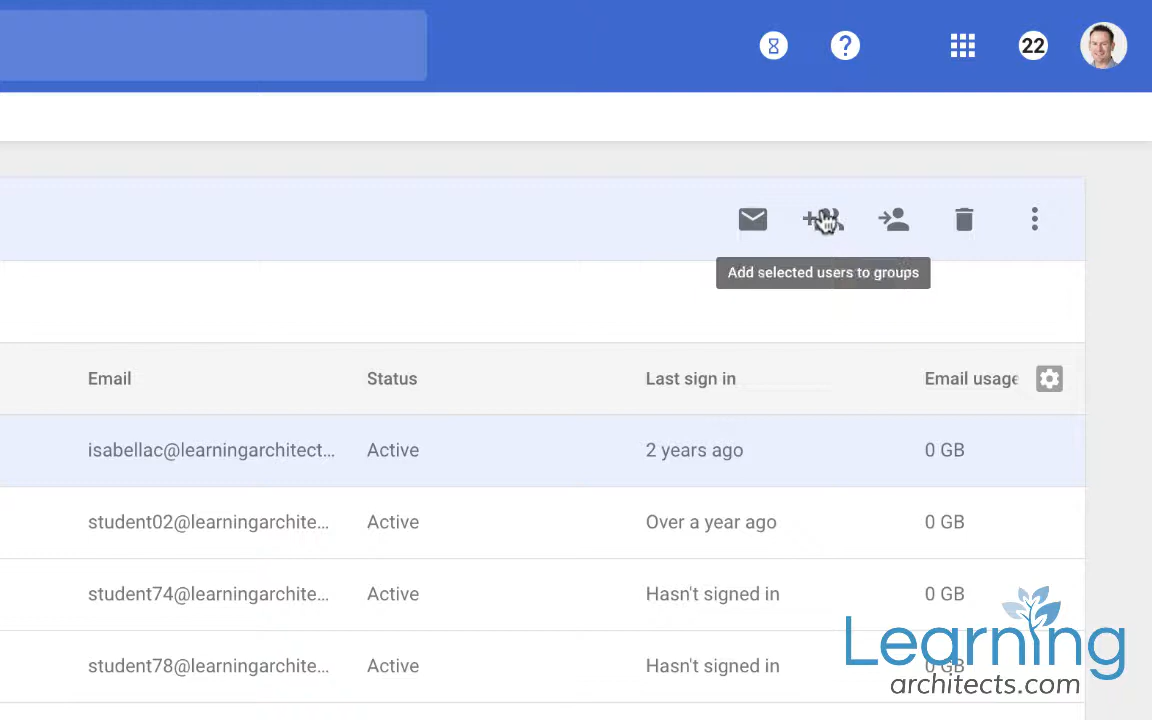 ?
22
Add selected users to groups
Email Status Last sign in Email usage
isabellac@learningarchitect... Active 2 years ago 0 GB
student02@learningarchite... Active Over a year ago 0 GB
student74@learningarchite... Active Hasn't signed in 0 GB
student78@learningarchite... Active Hasn't signed in 0 GB
Learning
architects.com